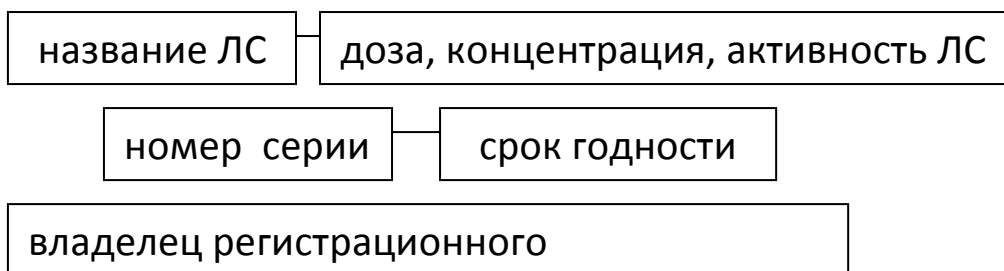 название ЛС доза, концентрация, активность ЛС
номер серии срок годности
владелец регистрационного